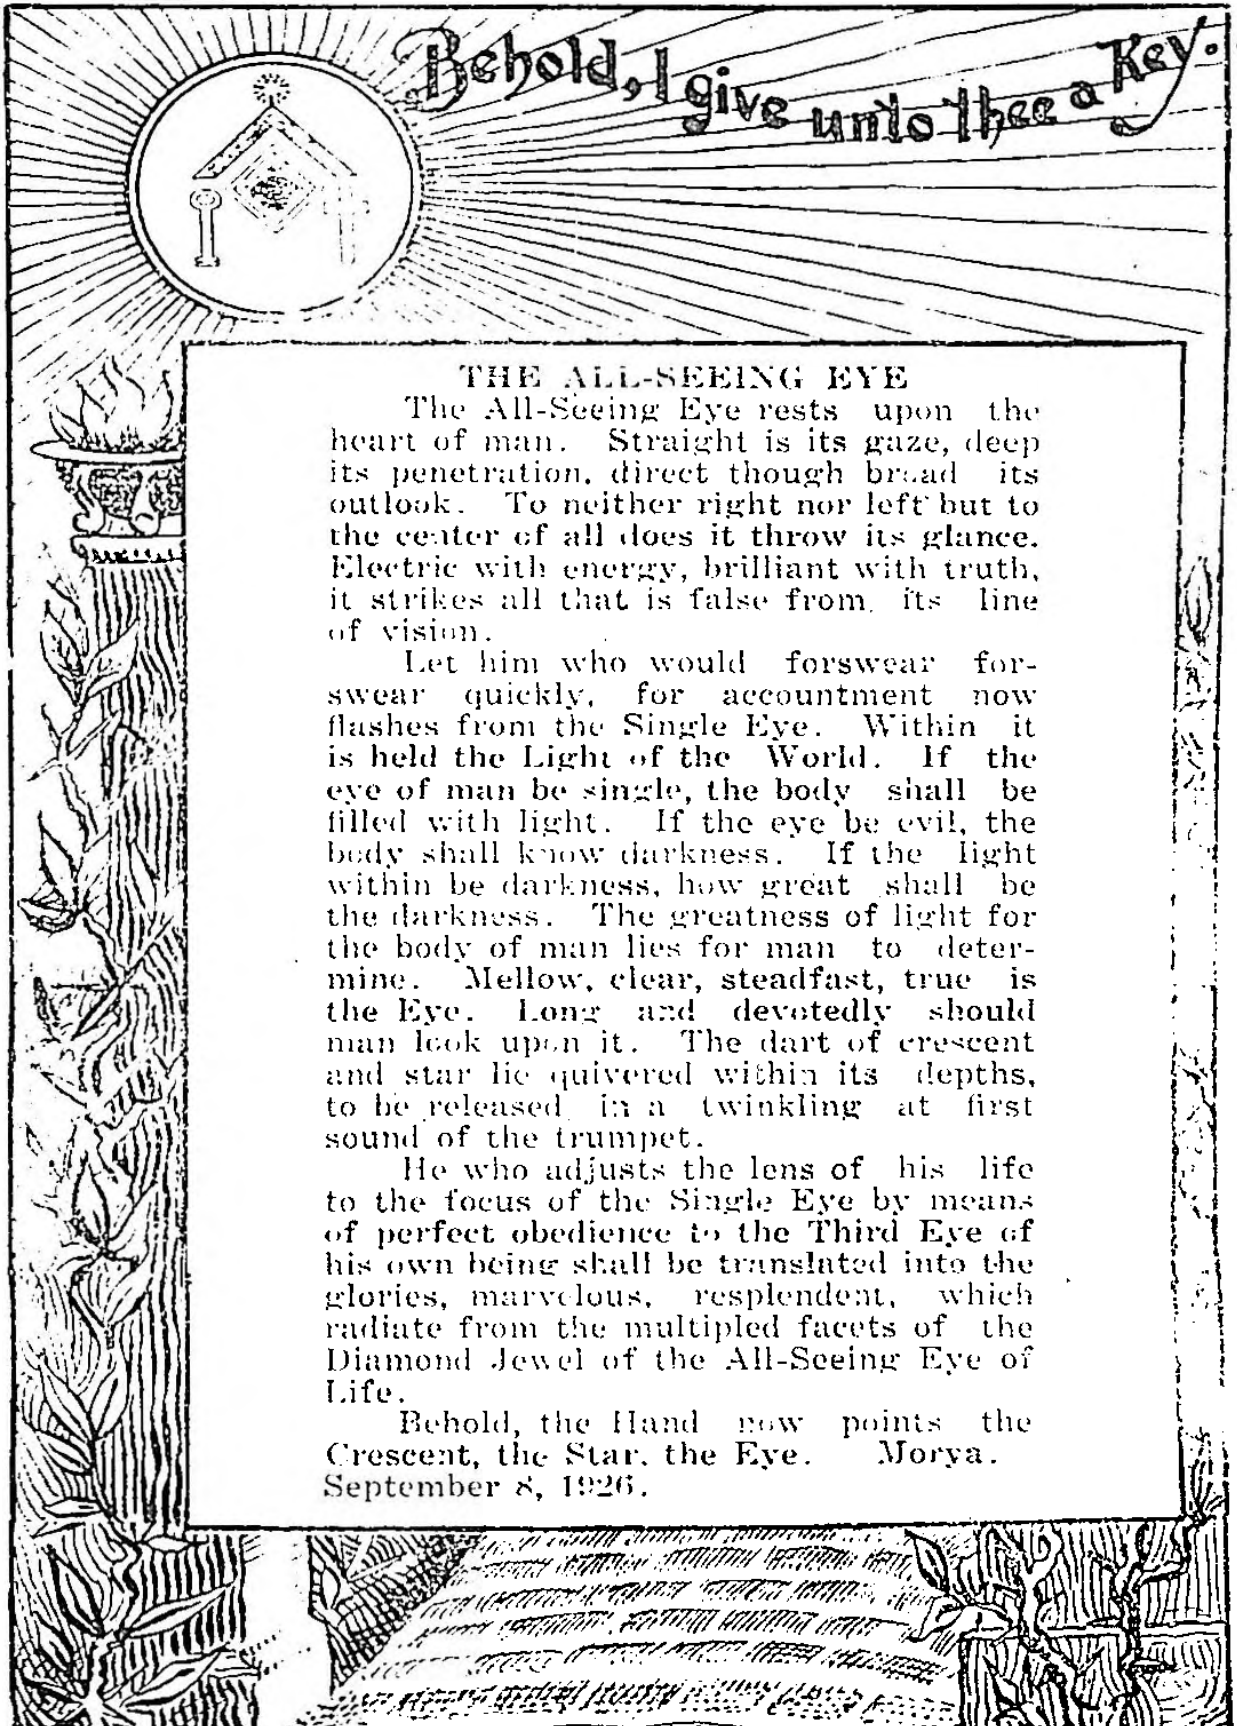 Behold, I give unto thee a Key.
THE ALL-SEEING EYE
The All-Seeing Eye rests upon the
heart of man. Straight is its gaze, deep
its penetration, direct though broad its
outlook. To neither right nor left but to
the center of all does it throw its glance.
Electric with energy, brilliant with truth,
it strikes all that is false from its line
of vision.
Let him who would forswear for-
swear quickly, for accountment now
flashes from the Single Eye. Within it
is held the Light of the World. If the
eye of man be single, the body shall be
filled with light. If the eye be evil, the
body shall know darkness. If the light
within be darkness, how great shall be
the darkness. The greatness of light for
the body of man lies for man to deter-
mine. Mellow, clear, steadfast, true is
the Eye. Long and devotedly should
man look upon it. The dart of crescent
and star lie quivered within its depths,
to be released in a twinkling at first
sound of the trumpet.
He who adjusts the lens of his life
to the focus of the Single Eye by means
of perfect obedience to the Third Eye of
his own being shall be translated into the
glories, marvelous, resplendent, which
radiate from the multipled facets of the
Diamond Jewel of the All-Seeing Eye of
Life.
Behold, the Hand now points the
Crescent, the Star, the Eye. Morya.
September 8, 1926.